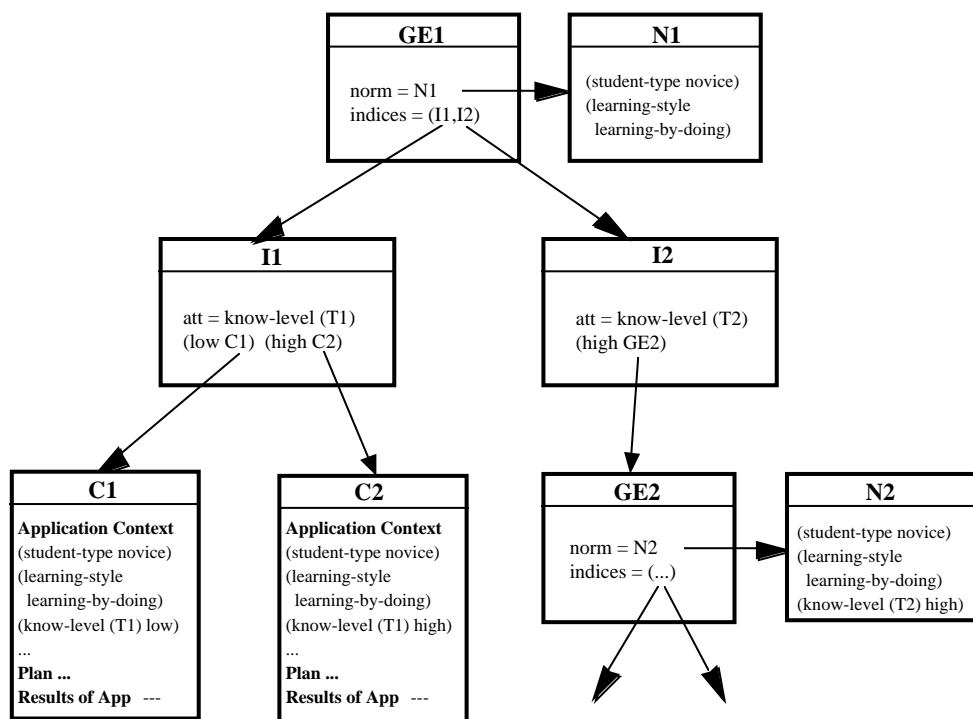 GE1
norm = N1
indices = (I1,I2)
N1
(student-type novice)
(learning-style
learning-by-doing)
I1
att = know-level (T1)
(low C1) (high C2)
I2
att = know-level (T2)
(high GE2)
C1
Application Context
(student-type novice)
(learning-style
learning-by-doing)
(know-level (T1) low)
...
Plan ...
Results of App ---
C2
Application Context
(student-type novice)
(learning-style
learning-by-doing)
(know-level (T1) high)
...
Plan ...
Results of App ---
GE2
norm = N2
indices = (...)
N2
(student-type novice)
(learning-style
learning-by-doing)
(know-level (T2) high)